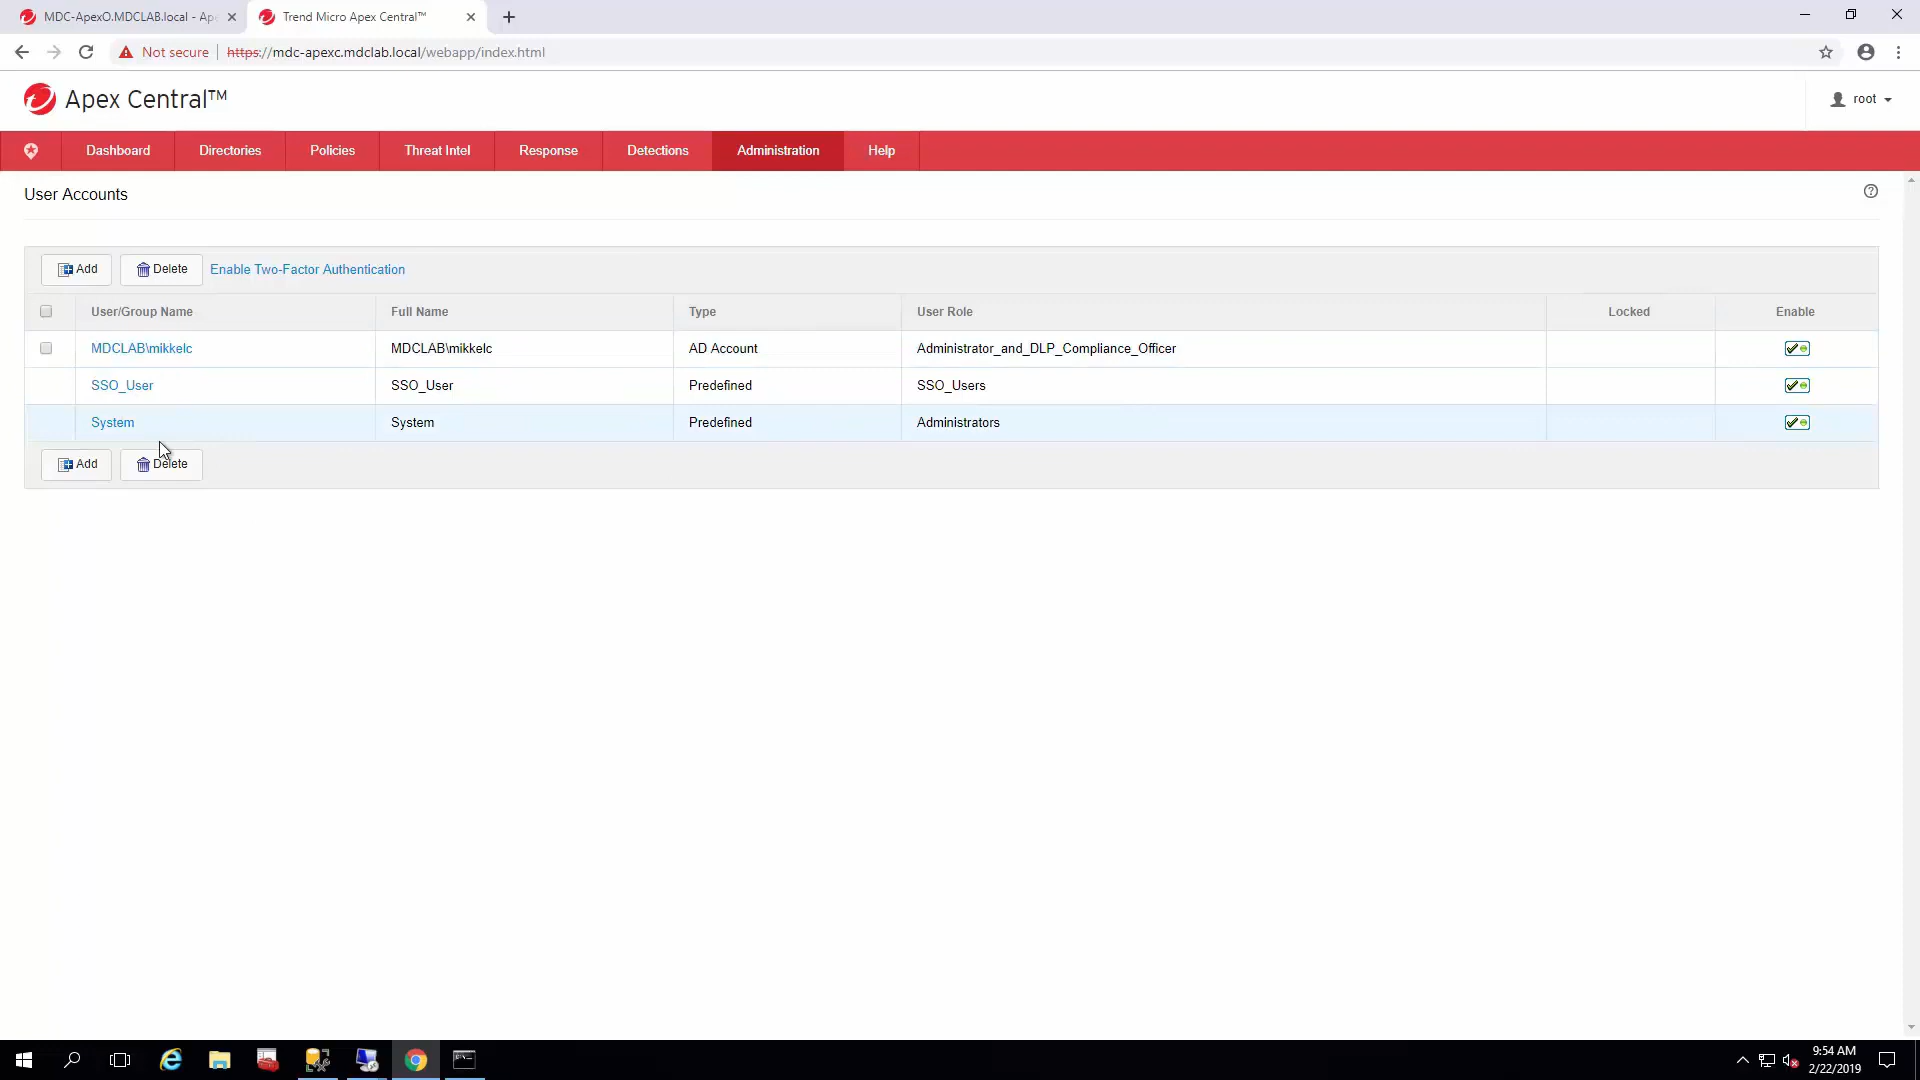 MDC-ApexO.MDCLAB.local - Ap
Trend Micro Apex Central™
Not secure
https://mdc-apexc.mdclab.local/webapp/index.html
Apex Central™
root
Dashboard
Directories
Policies
Threat Intel
Response
Detections
Administration
Help
User Accounts
Add
Delete
Enable Two-Factor Authentication
User/Group Name
Full Name
Type
User Role
Locked
Enable
MDCLAB\mikkelc
MDCLAB\mikkelc
AD Account
Administrator_and_DLP_Compliance_Officer
SSO_User
SSO_User
Predefined
SSO_Users
System
System
Predefined
Administrators
Add
Delete
9:54 AM
2/22/2019